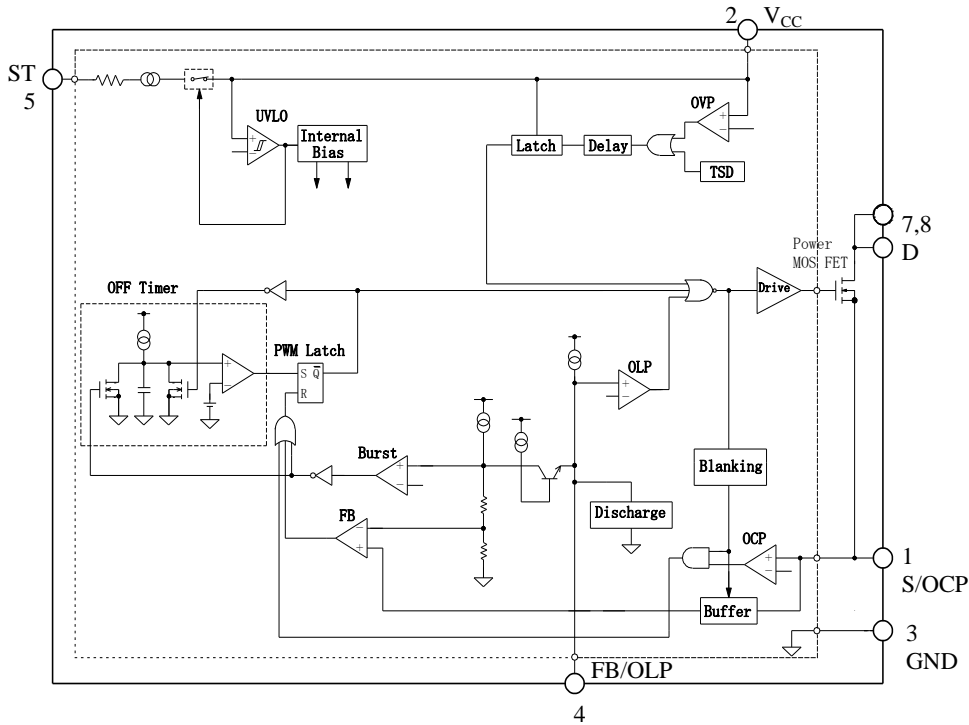 2 VCC
ST
5
OVP
UVLO
Internal
Bias
Latch
Delay
TSD
7,8
D
Power
MOS FET
Drive
OFF Timer
PWM Latch
S Q̅
R
OLP
Burst
Blanking
Discharge
FB
OCP
1
S/OCP
Buffer
3
GND
FB/OLP
4
+
−
+
−
+
−
+
−
+
−
+
+
+
−